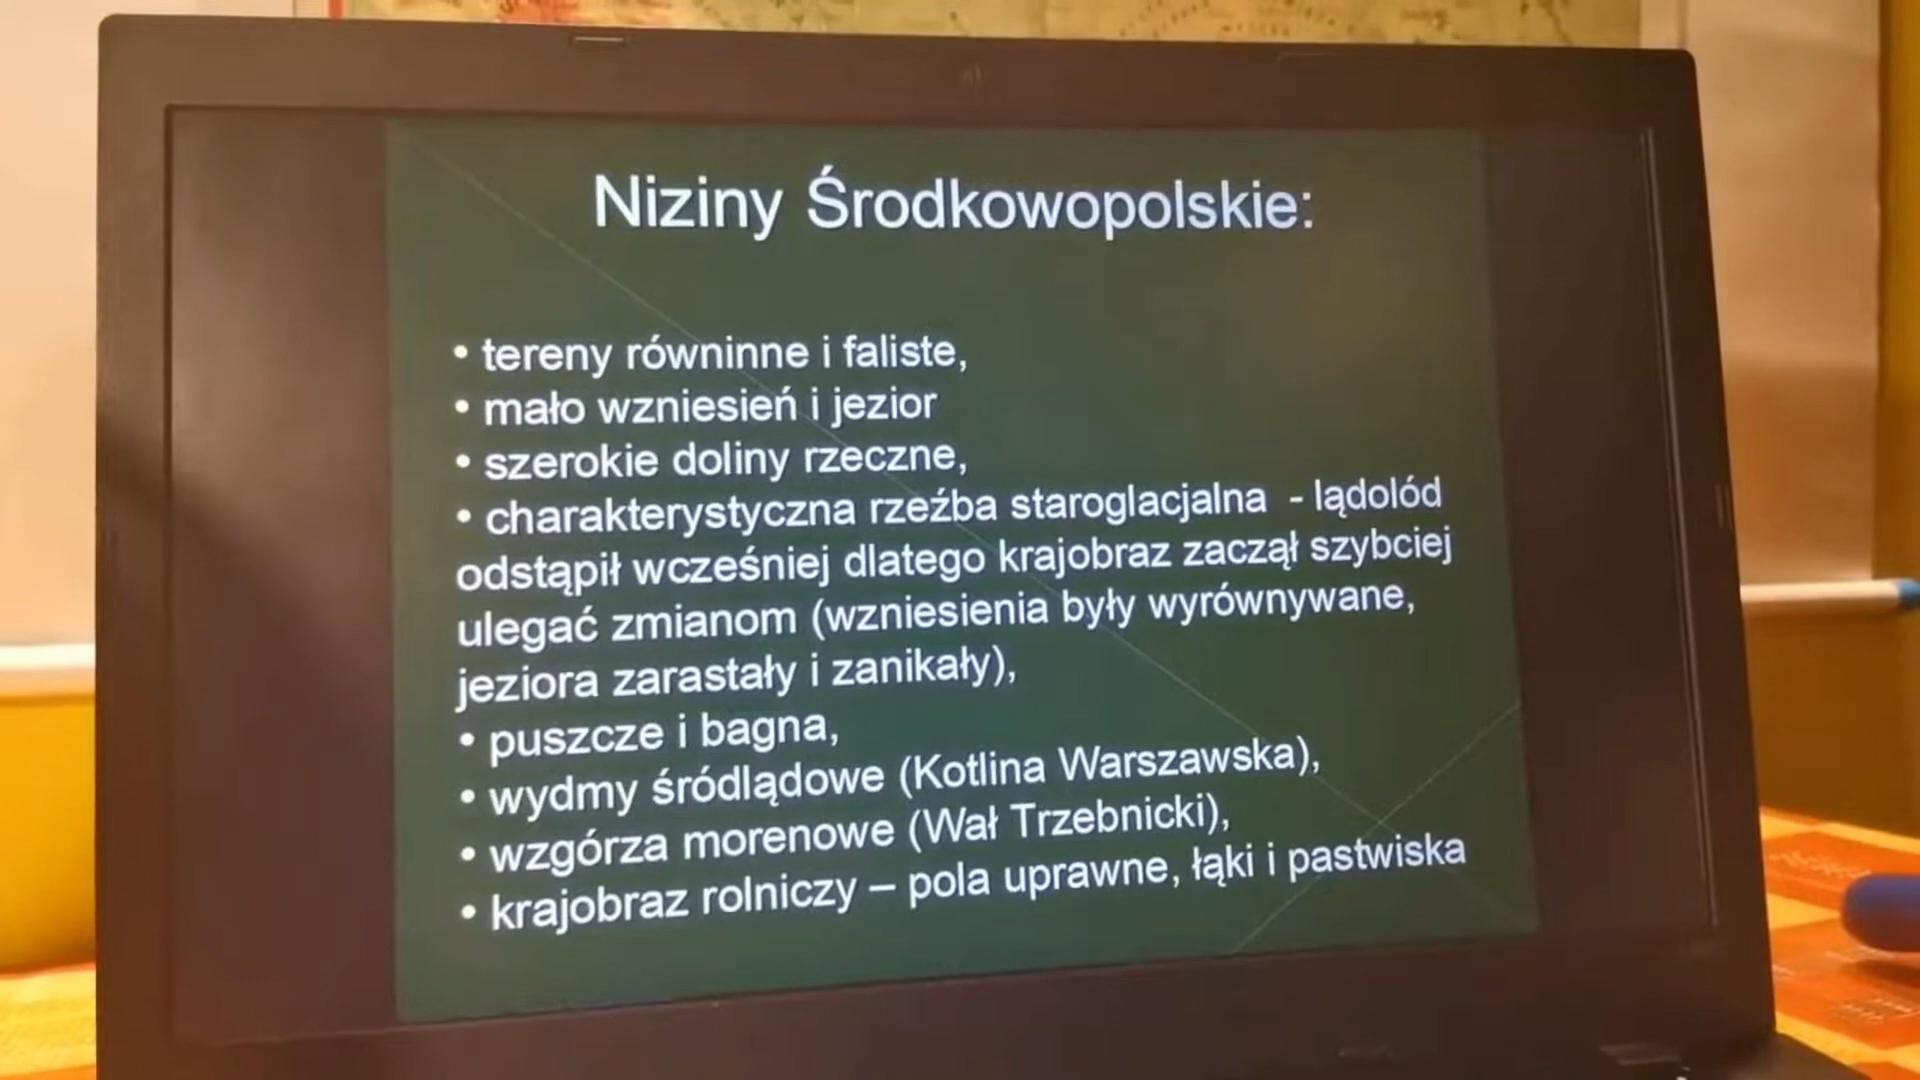 Niziny Środkowopolskie:
• tereny równinne i faliste,
• mało wzniesień i jezior
• szerokie doliny rzeczne,
• charakterystyczna rzeźba staroglacjalna - lądolód
odstąpił wcześniej dlatego krajobraz zaczął szybciej
ulegać zmianom (wzniesienia były wyrównywane,
jeziora zarastały i zanikały),
• puszcze i bagna,
• wydmy śródlądowe (Kotlina Warszawska),
• wzgórza morenowe (Wał Trzebnicki),
• krajobraz rolniczy – pola uprawne, łąki i pastwiska